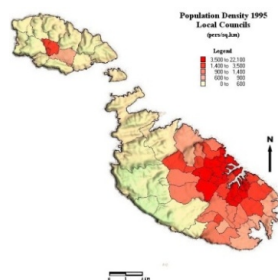 Population Density 1995
Local Councils
(pers/sq.km)
Legend
3,500 to 22,100
1,400 to 3,500
900 to 1,400
600 to 900
0 to 600
N